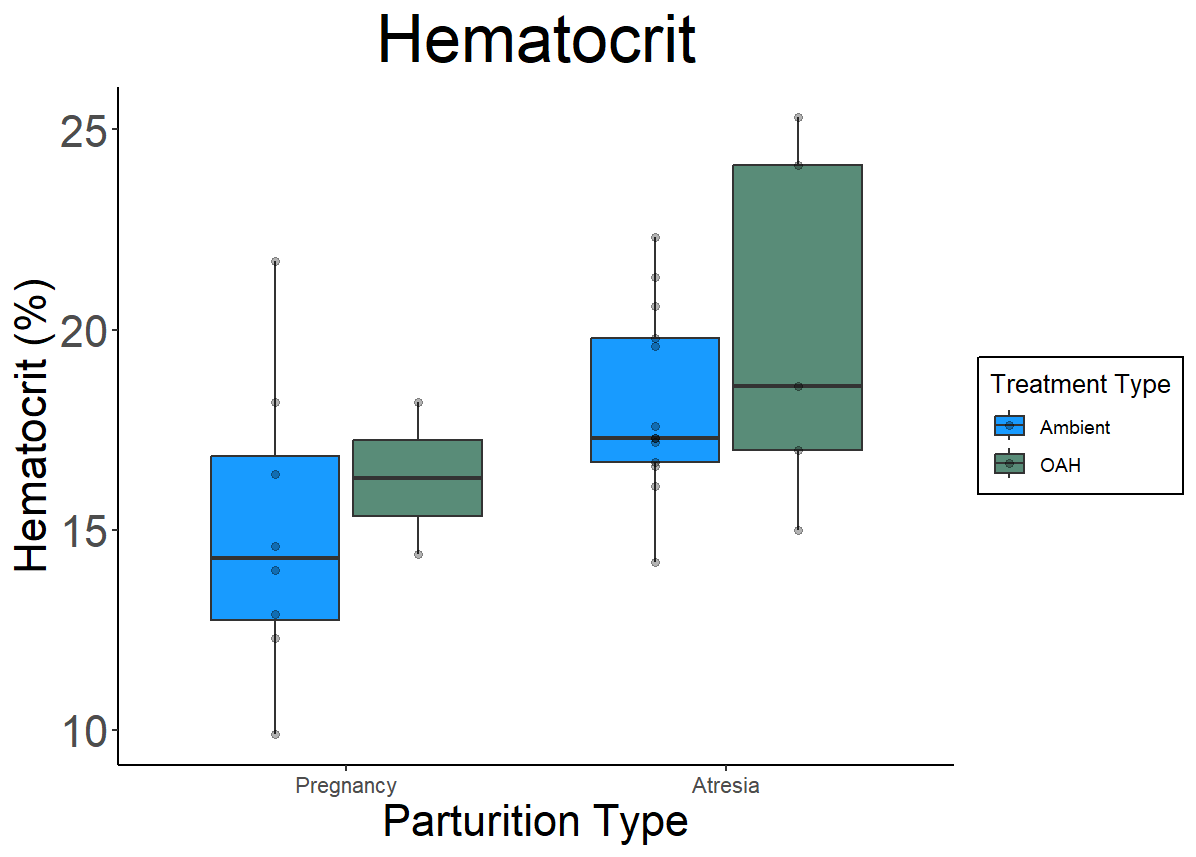 Hematocrit
Hematocrit (%)
25
20
15
10
Pregnancy
Atresia
Parturition Type
Treatment Type
Ambient
OAH